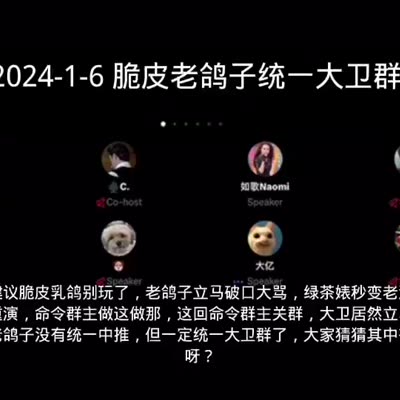 2024-1-6 脆皮老鸽子统一大卫群
C.
Co-host
如歌Naomi
Speaker
大亿
Speaker
议脆皮乳鸽别玩了，老鸽子立马破口大骂，绿茶婊秒变老
演，命令群主做这做那，这回命令群主关群，大卫居然立
鸽子没有统一中推，但一定统一大卫群了，大家猜猜其中
呀？